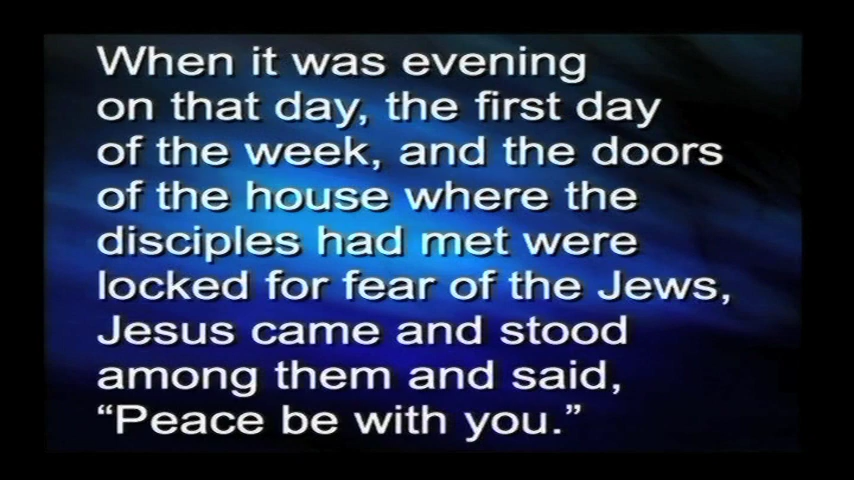 When it was evening
on that day, the first day
of the week, and the doors
of the house where the
disciples had met were
locked for fear of the Jews,
Jesus came and stood
among them and said,
“Peace be with you.”